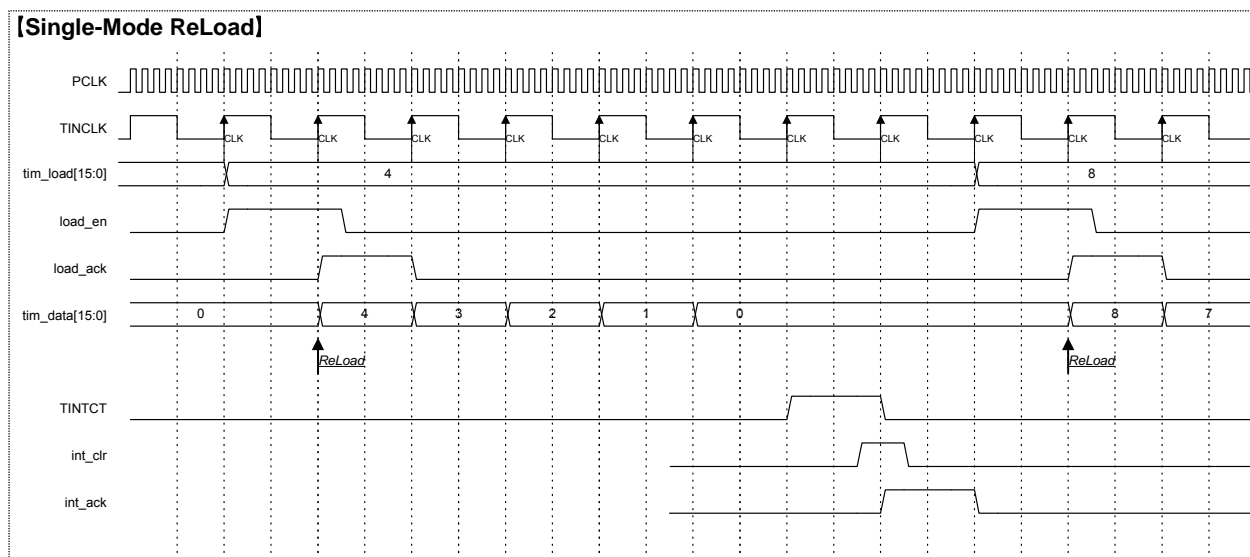 【Single-Mode ReLoad】
PCLK
TINCLK
CLK CLK CLK CLK CLK CLK CLK CLK CLK CLK CLK
tim_load[15:0] 4 8
load_en
load_ack
tim_data[15:0] 0 4 3 2 1 0 8 7
ReLoad ReLoad
TINTCT
int_clr
int_ack